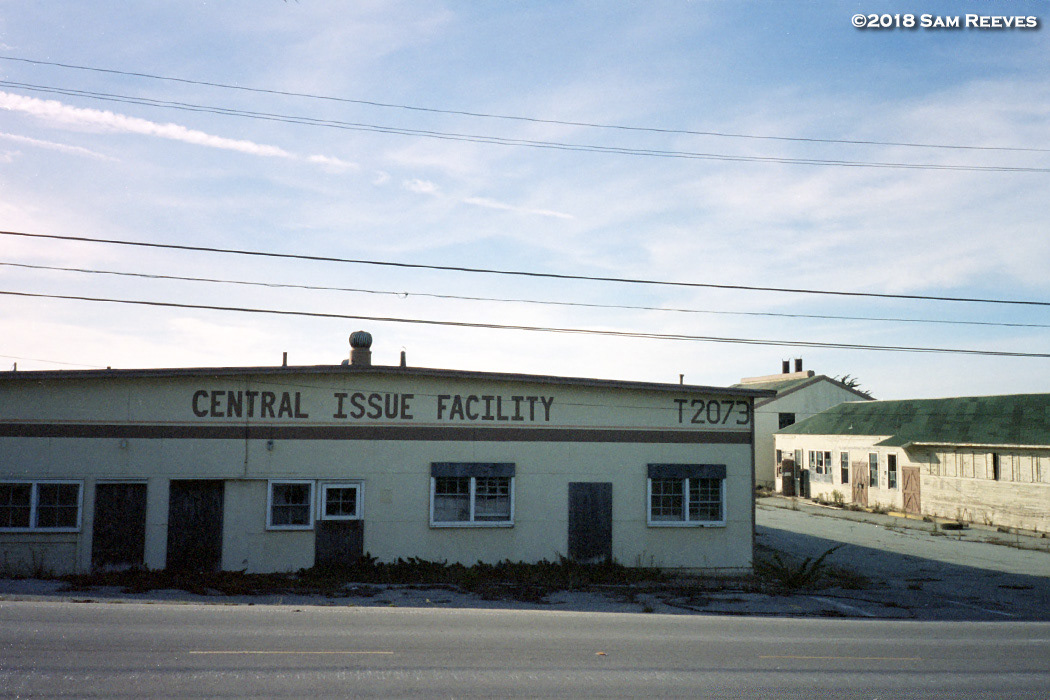 ©2018 Sam Reeves
CENTRAL ISSUE FACILITY T2073